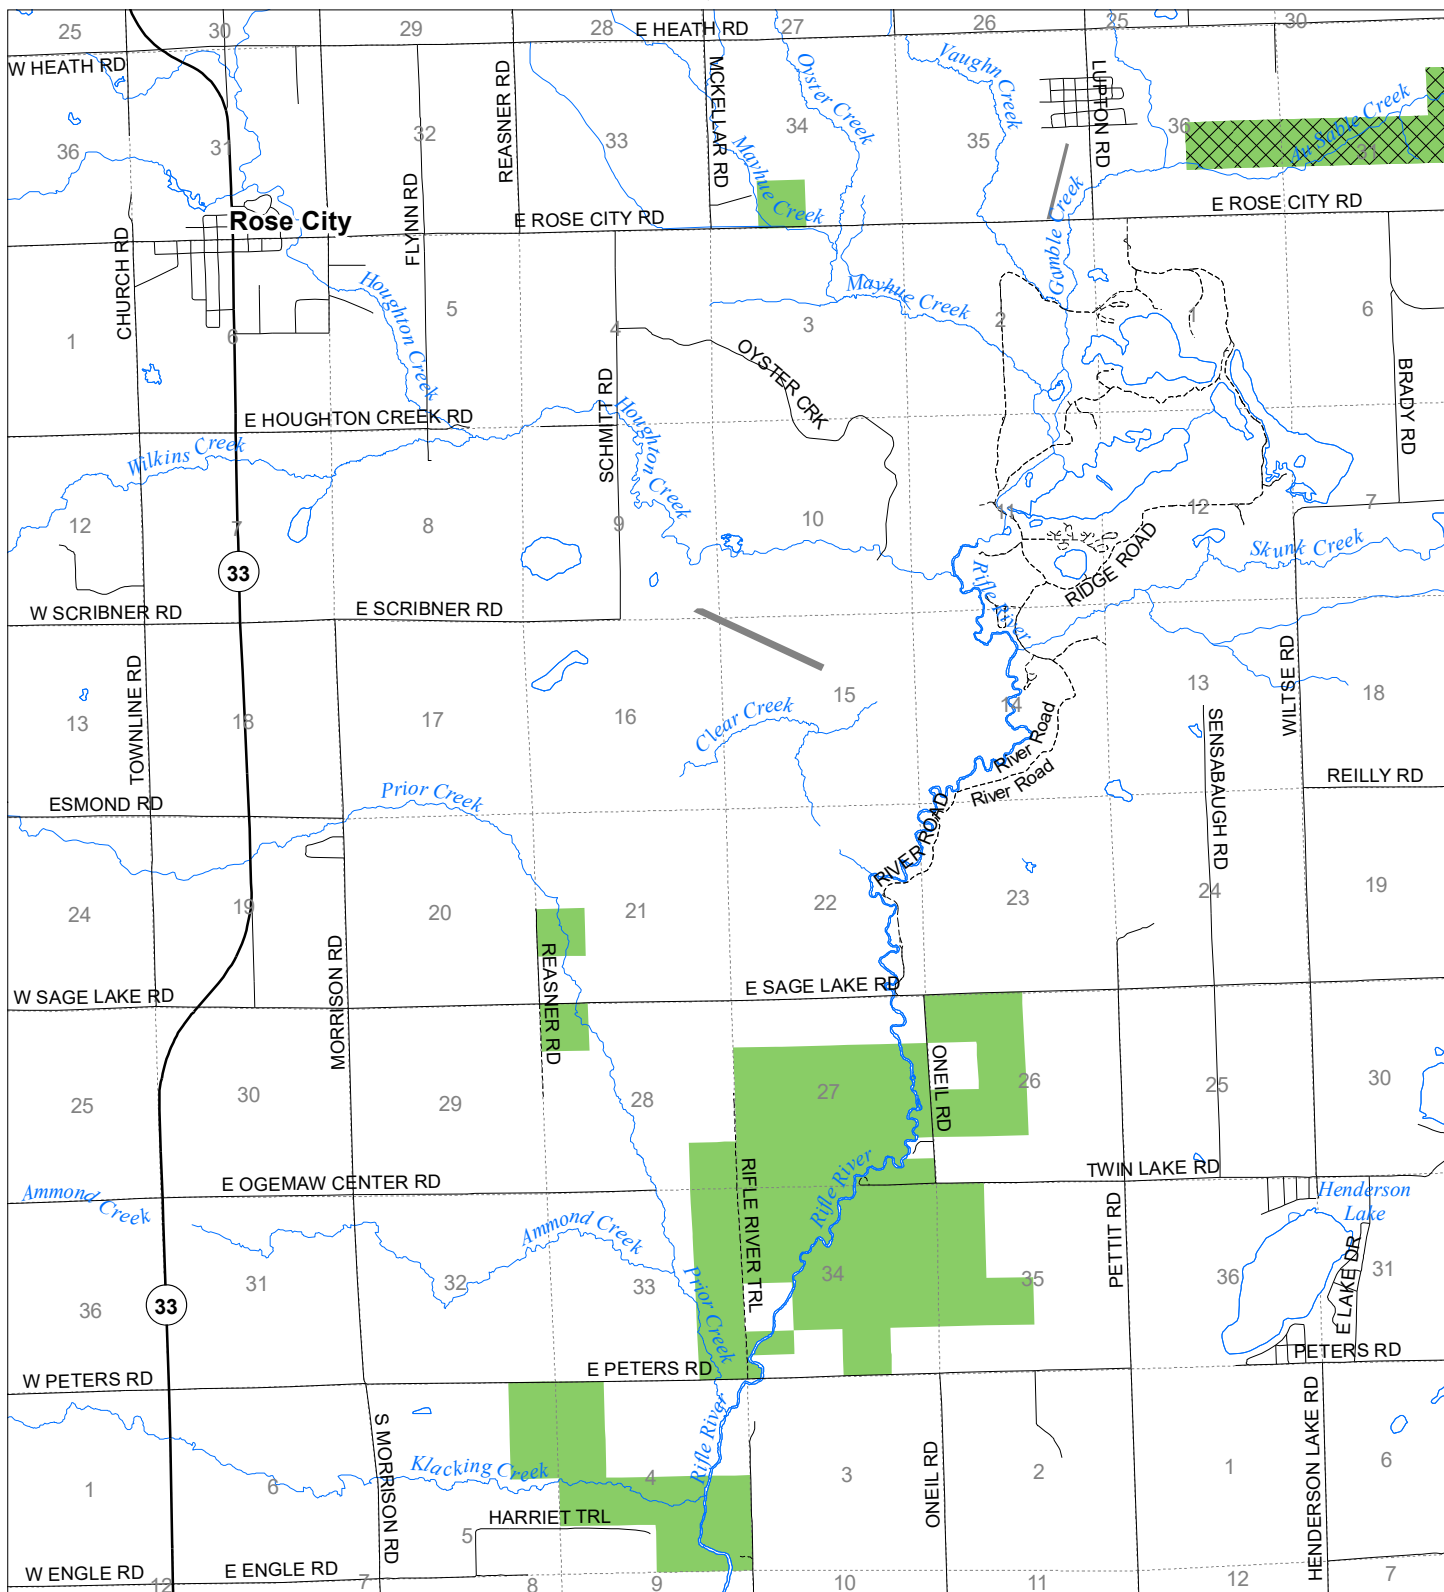 25
30
29
28
E HEATH RD
27
26
25
30
W HEATH RD
REASNER RD
MCKELLAR RD
Oyster Creek
Vaughn Creek
LUPTON RD
36
31
32
33
34
35
36
Au Sable Creek
31
Mayhue Creek
Rose City
CHURCH RD
FLYNN RD
E ROSE CITY RD
E ROSE CITY RD
Gamble Creek
Houghton Creek
Mayhue Creek
1
6
5
4
3
2
1
6
OYSTER CRK
BRADY RD
E HOUGHTON CREEK RD
SCHMITT RD
Houghton Creek
Wilkins Creek
12
7
8
9
10
11
12
7
33
RIDGE ROAD
Skunk Creek
Rifle River
W SCRIBNER RD
E SCRIBNER RD
TOWNLINE RD
WILTSE RD
13
18
17
16
15
14
13
18
Clear Creek
River Road
River Road
SENSABAUGH RD
REILLY RD
ESMOND RD
Prior Creek
RIVER ROAD
24
19
20
21
22
23
24
19
MORRISON RD
REASNER RD
W SAGE LAKE RD
E SAGE LAKE RD
ONEIL RD
25
30
29
28
27
26
25
30
E OGEMAW CENTER RD
TWIN LAKE RD
Ammond Creek
Ammond Creek
RIFLE RIVER TRL
Rifle River
PETTIT RD
Henderson Lake
36
31
32
33
34
35
36
31
33
Prior Creek
E LAKE DR
W PETERS RD
E PETERS RD
PETERS RD
S MORRISON RD
Klacking Creek
Rifle River
ONEIL RD
HENDERSON LAKE RD
1
6
5
4
3
2
1
6
HARRIET TRL
W ENGLE RD
E ENGLE RD
12
7
8
9
10
11
12
7